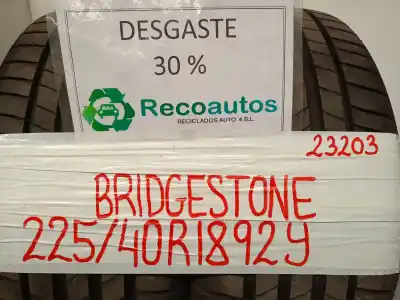 DESGASTE
30 %
Recoautos
RECICLADOS AUTO 4 S.L.
23203
BRIDGESTONE
225/40R1892Y